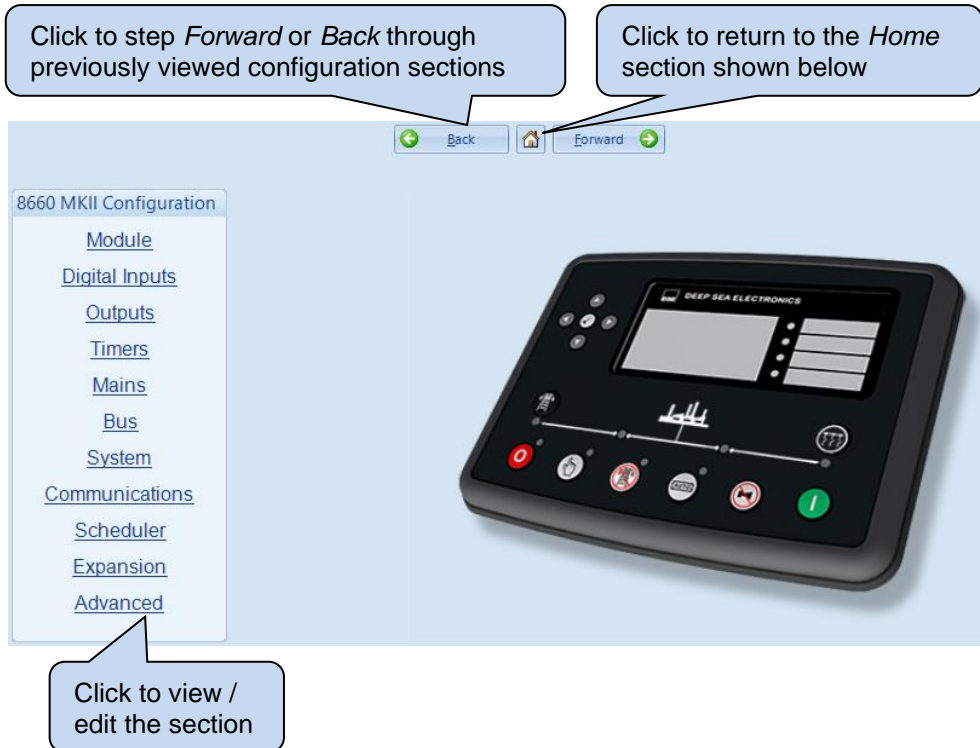 Click to step Forward or Back through
previously viewed configuration sections
Click to return to the Home
section shown below
Back
Forward
8660 MKII Configuration
Module
Digital Inputs
Outputs
Timers
Mains
Bus
System
Communications
Scheduler
Expansion
Advanced
DEEP SEA ELECTRONICS
Click to view /
edit the section